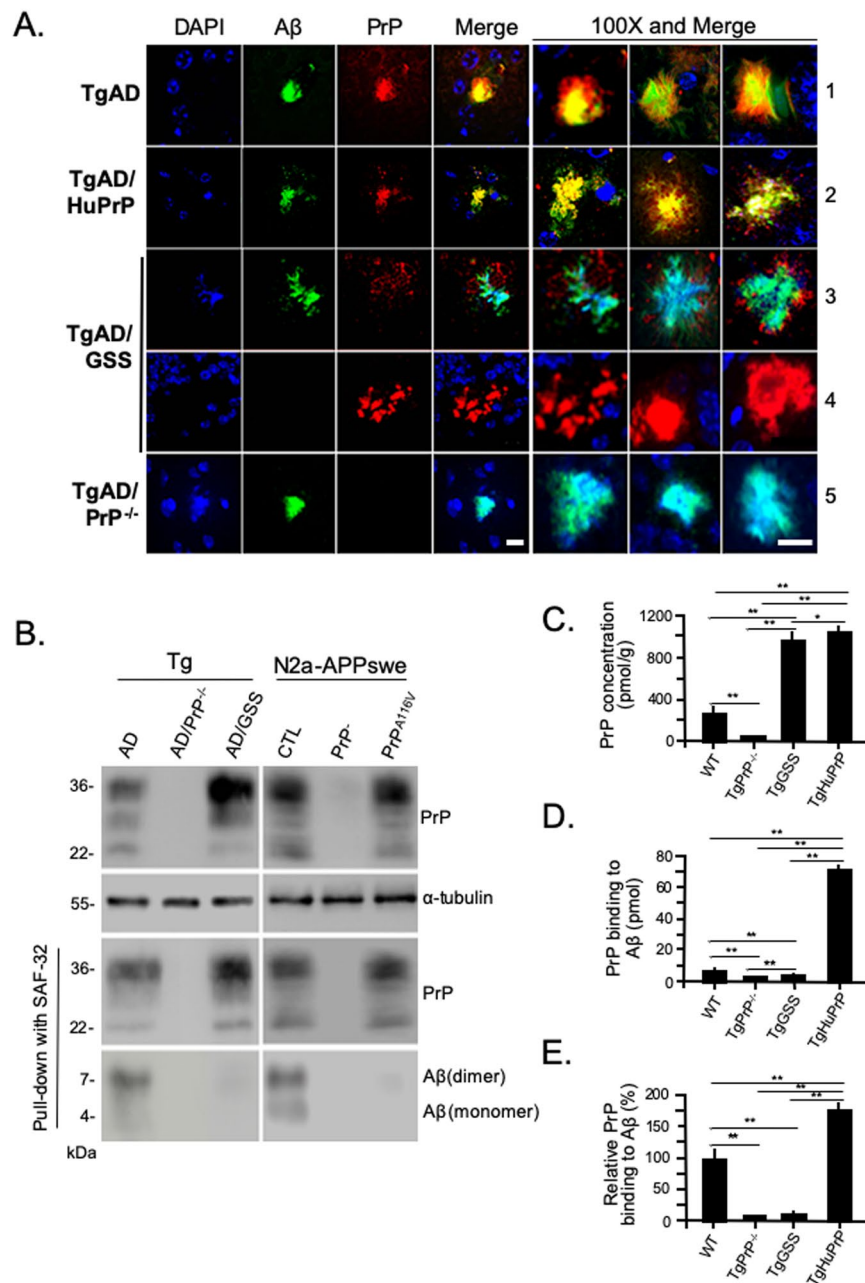 A.
DAPI Aβ PrP Merge 100X and Merge
TgAD 1
TgAD/
HuPrP 2
TgAD/
GSS
3
4
TgAD/
PrP-/- 5
B.
Tg N2a-APPswe
AD AD/PrP-/- AD/GSS CTL PrP- PrPA116V
36- PrP
22-
55- α-tubulin
Pull-down with SAF-32
36- PrP
22-
7- Aβ(dimer)
4- Aβ(monomer)
kDa
C.
PrP concentration
(pmol/g)
1200
800
400
0
** ** ** ** * **
WT TgPrP-/- TgGSS TgHuPrP
D.
PrP binding to
Aβ (pmol)
80
60
40
20
0
** ** ** ** ** **
WT TgPrP-/- TgGSS TgHuPrP
E.
Relative PrP
binding to Aβ (%)
200
150
100
50
0
** ** ** ** **
WT TgPrP-/- TgGSS TgHuPrP